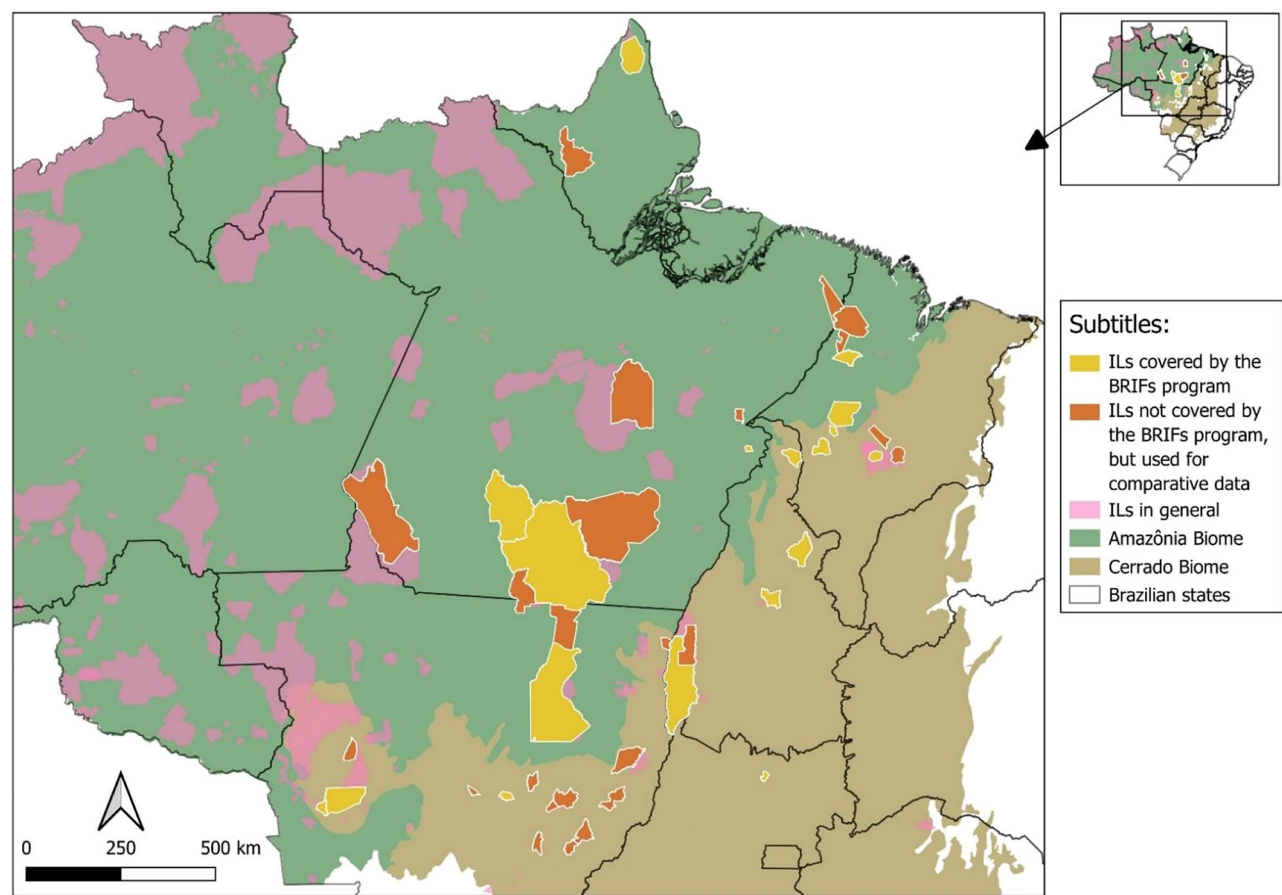 Subtitles:
ILs covered by the
BRIFs program
ILs not covered by
the BRIFs program,
but used for
comparative data
ILs in general
Amazônia Biome
Cerrado Biome
Brazilian states
0 250 500 km